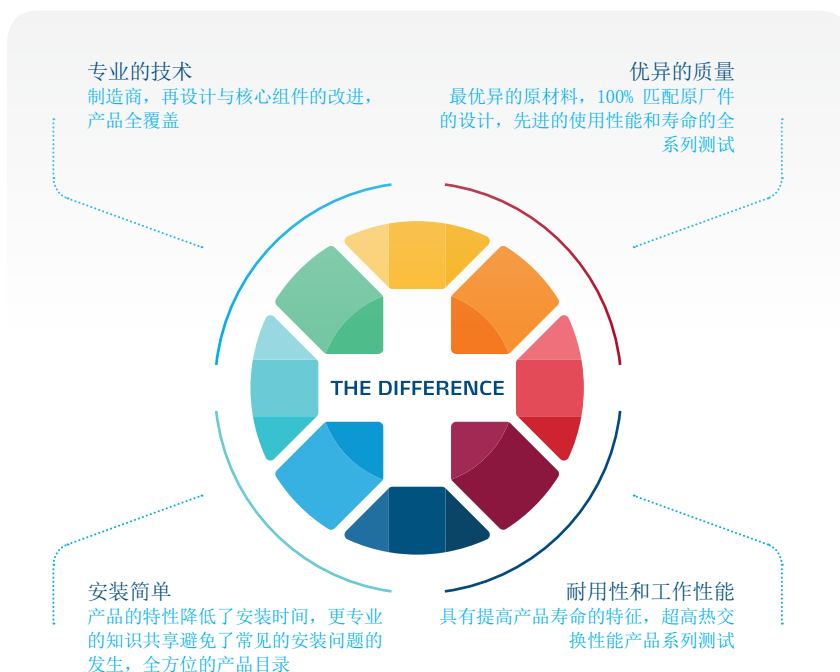 专业的技术
制造商，再设计与核心组件的改进，
产品全覆盖
优异的质量
最优异的原材料，100% 匹配原厂件
的设计，先进的使用性能和寿命的全
系列测试
THE DIFFERENCE
安装简单
产品的特性降低了安装时间，更专业
的知识共享避免了常见的安装问题的
发生，全方位的产品目录
耐用性和工作性能
具有提高产品寿命的特征，超高热交
换性能产品系列测试